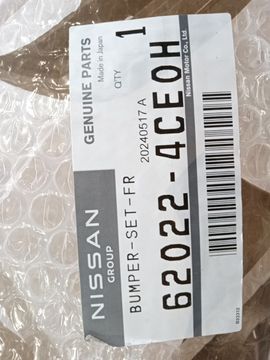 GENUINE PARTS
Made in Japan
QTY
1
20240517 A
Nissan Motor Co., Ltd
NISSAN
GROUP
BUMPER-SET-FR
62022-4CE0H